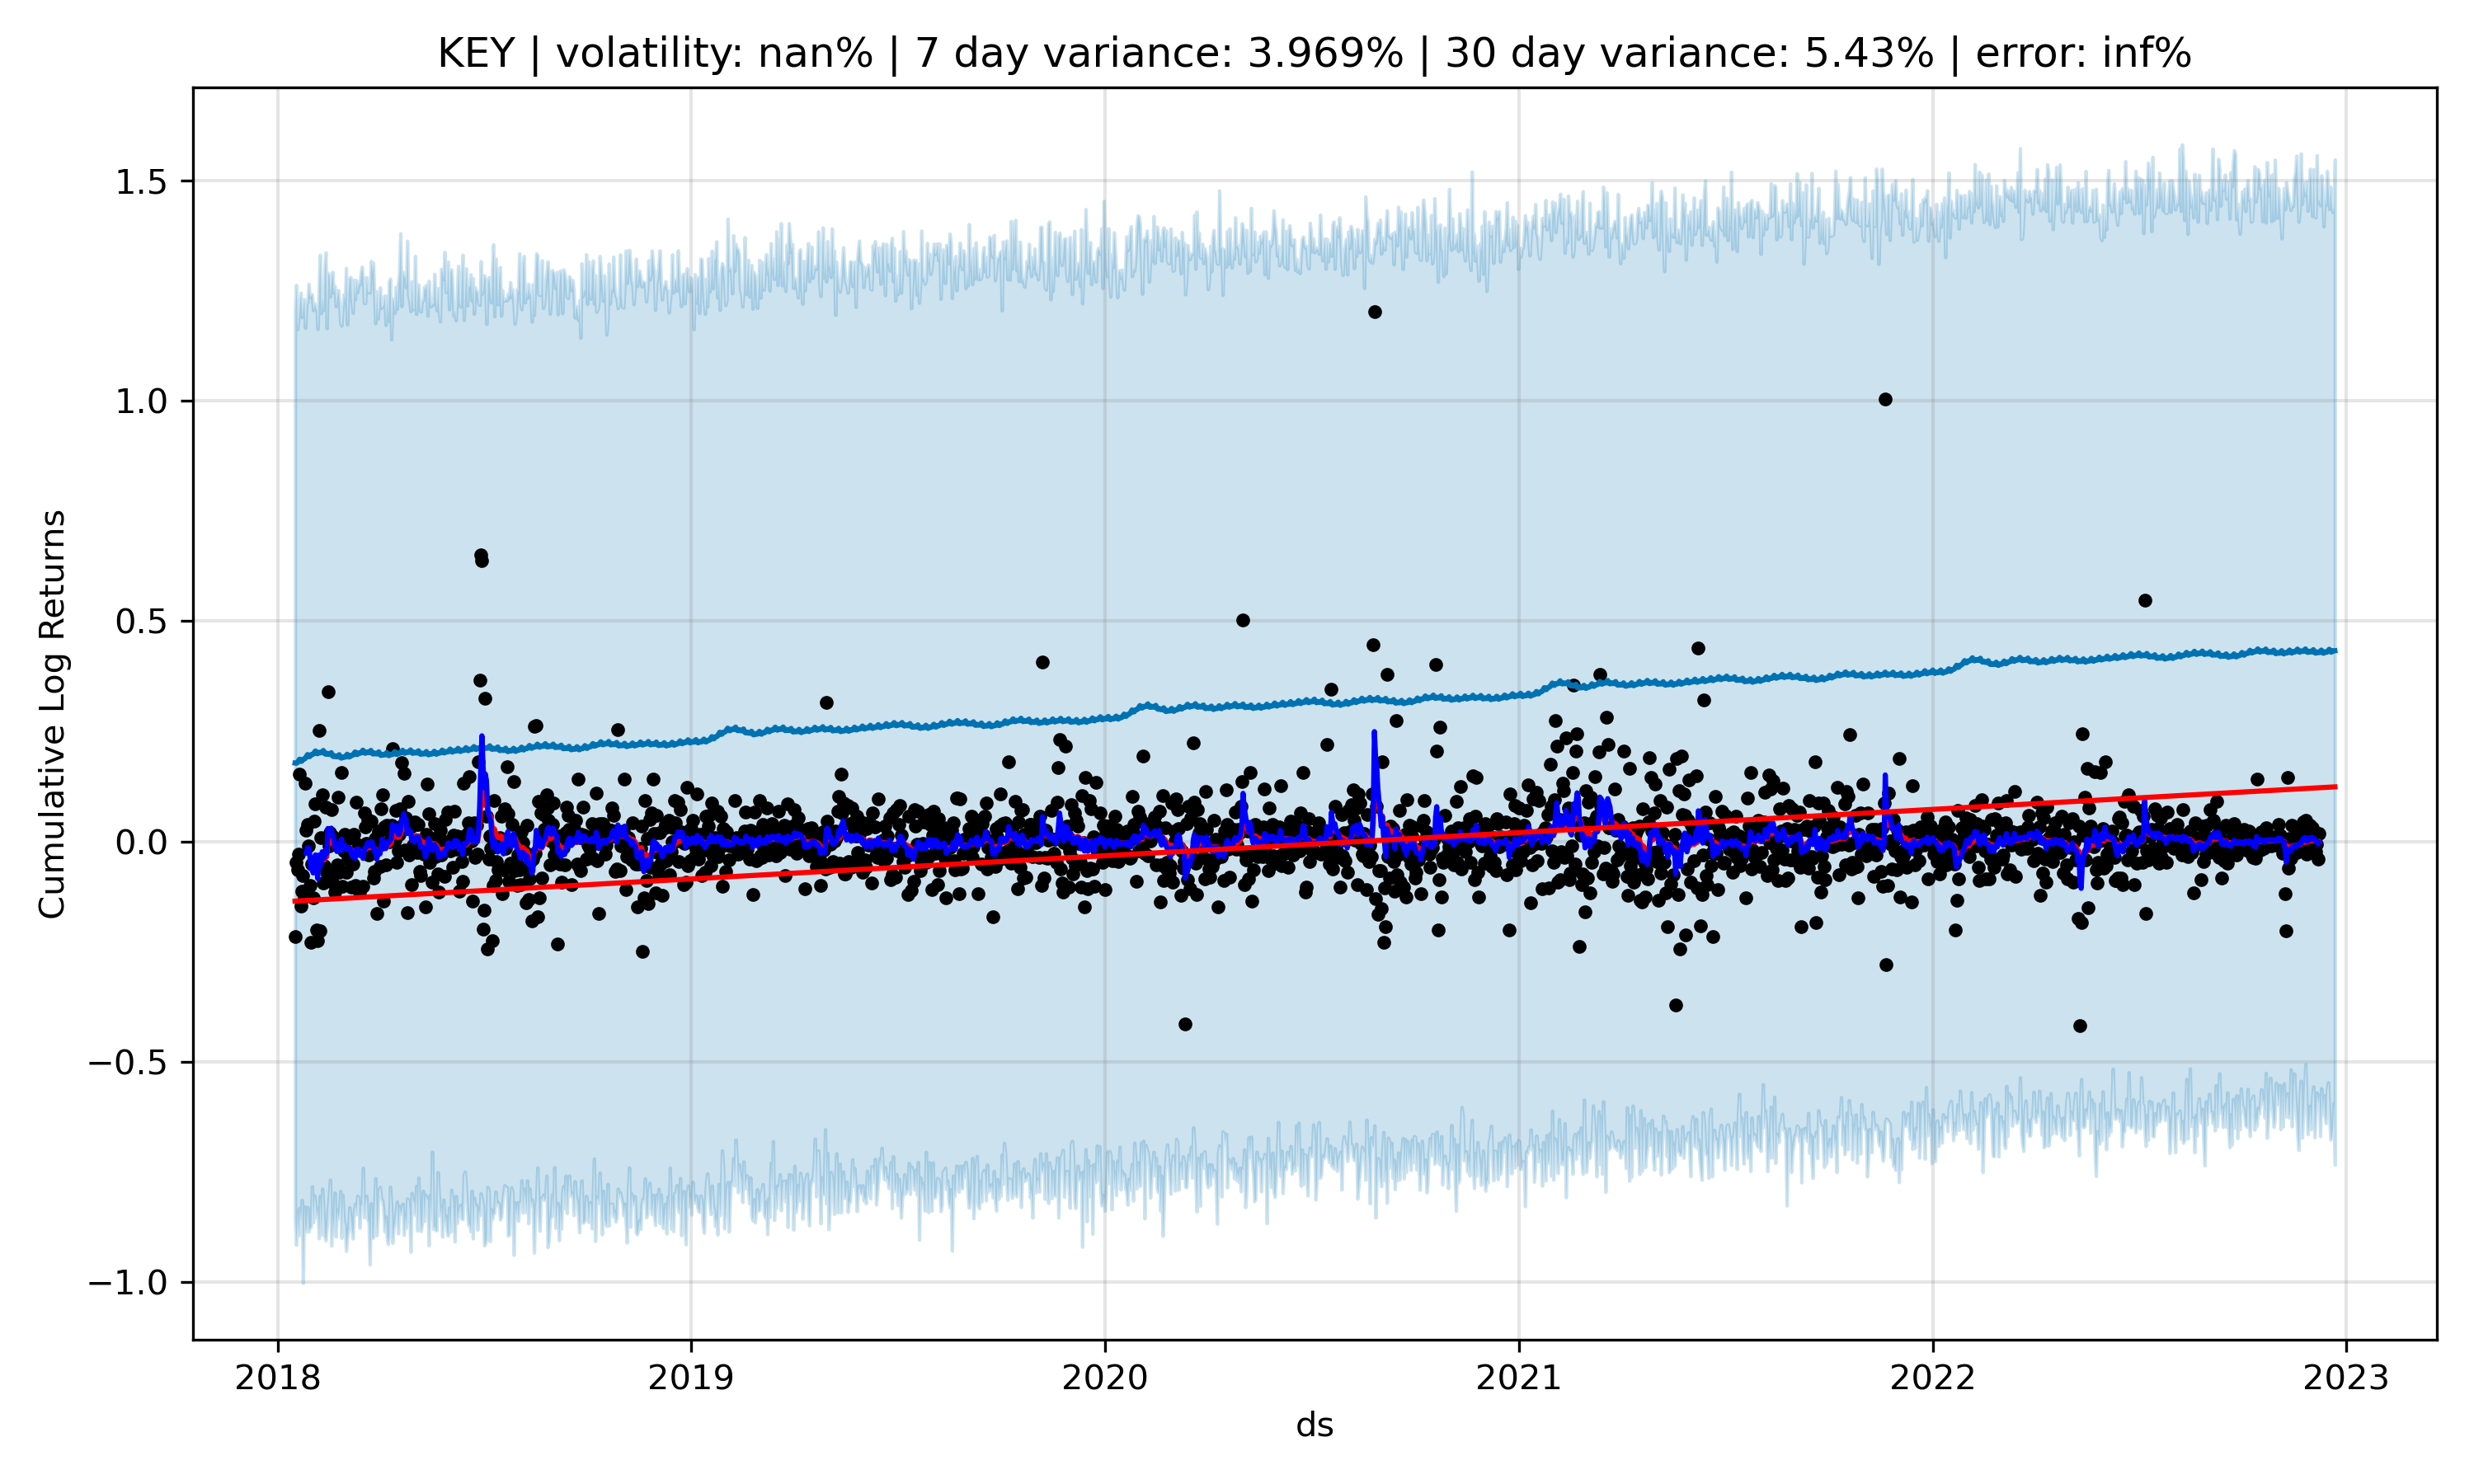 KEY | volatility: nan% | 7 day variance: 3.969% | 30 day variance: 5.43% | error: inf%
Cumulative Log Returns
1.5
1.0
0.5
0.0
−0.5
−1.0
2018 2019 2020 2021 2022 2023
ds